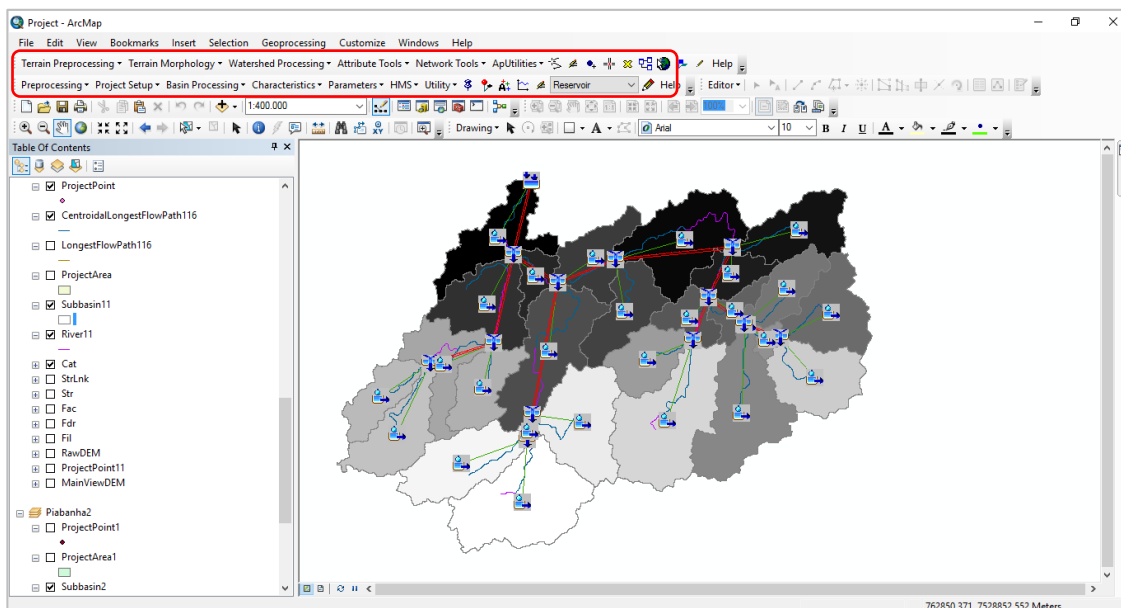 Project - ArcMap
File Edit View Bookmarks Insert Selection Geoprocessing Customize Windows Help
Terrain Preprocessing Terrain Morphology Watershed Processing Attribute Tools Network Tools ApUtilities Help
Preprocessing Project Setup Basin Processing Characteristics Parameters HMS Utility Reservoir Help Editor
1:400.000 100%
Drawing A Arial 10 B I U A
Table Of Contents
ProjectPoint
CentroidalLongestFlowPath116
LongestFlowPath116
ProjectArea
Subbasin11
River11
Cat
StrLnk
Str
Fac
Fdr
Fil
RawDEM
ProjectPoint11
MainViewDEM
Piabanha2
ProjectPoint1
ProjectArea1
Subbasin2
762850,371 7528852,552 Meters